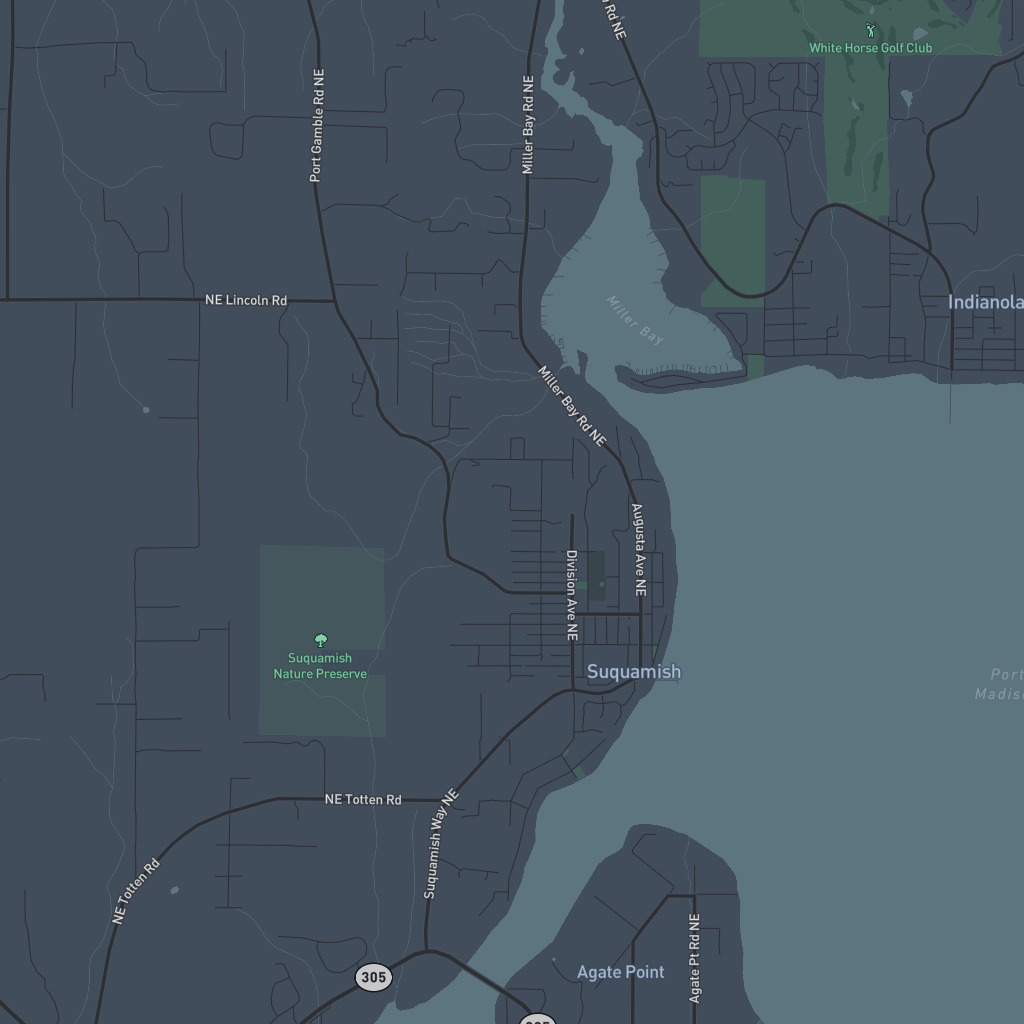 Rd NE
White Horse Golf Club
Port Gamble Rd NE
Miller Bay Rd NE
NE Lincoln Rd
Indianola
Miller Bay
Miller Bay Rd NE
Augusta Ave NE
Division Ave NE
Suquamish
Nature Preserve
Suquamish
Port
NE Totten Rd
Suquamish Way NE
NE Totten Rd
Agate Pt Rd NE
Agate Point
305